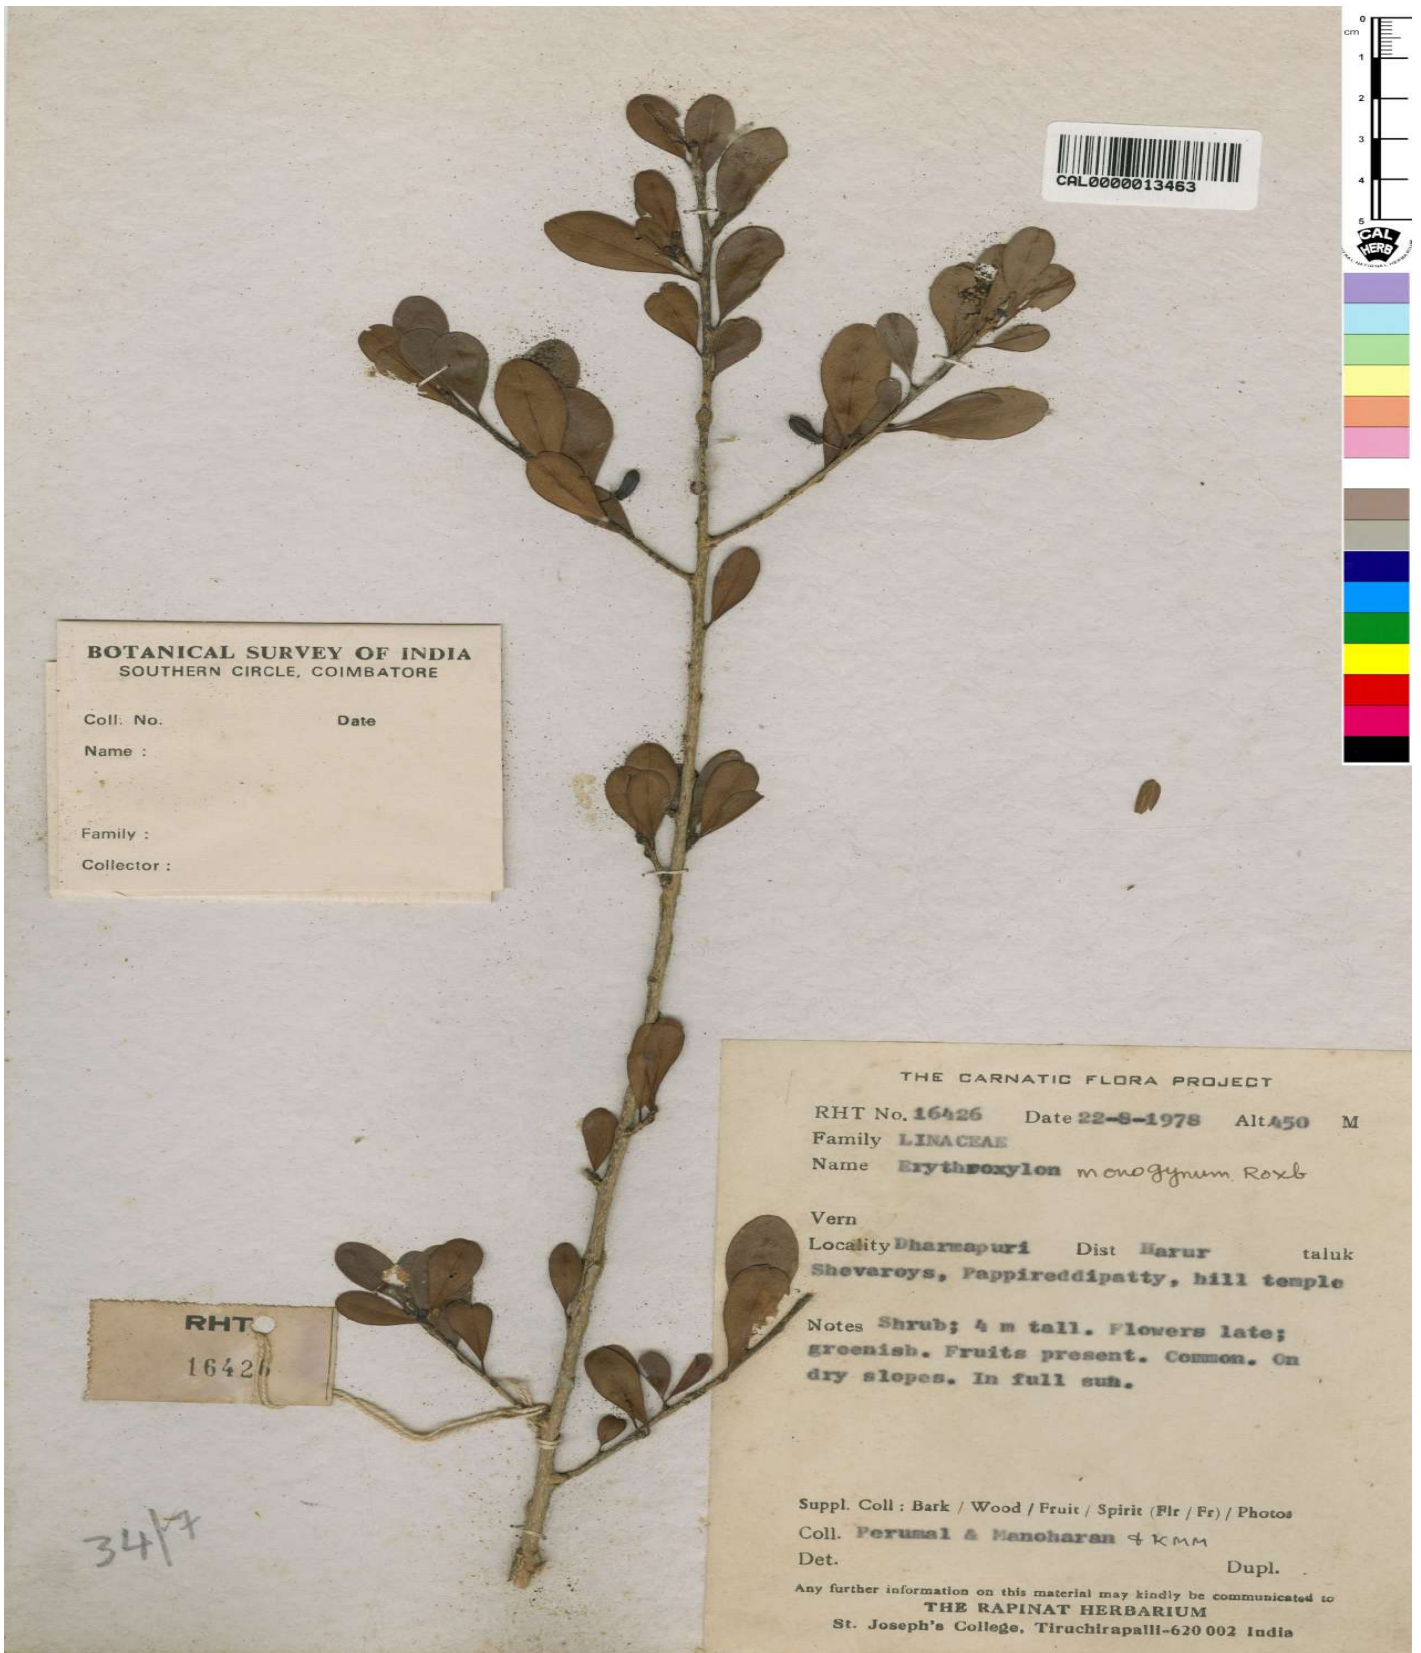 0
cm
1
2
3
4
5
CAL
HERB
CAL0000013463
BOTANICAL SURVEY OF INDIA
SOUTHERN CIRCLE, COIMBATORE
Coll. No. Date
Name :
Family :
Collector :
THE CARNATIC FLORA PROJECT
RHT No. 16426 Date 22-8-1978 Alt. 450 M
Family LINACEAE
Name Erythroxylon monogynum Roxb
Vern
Locality Dharmapuri Dist Harur taluk
Shevaroys, Pappireddipatty, hill temple
Notes Shrub; 4 m tall. Flowers late;
greenish. Fruits present. Common. On
dry slopes. In full sun.
Suppl. Coll : Bark / Wood / Fruit / Spirit (Flr / Fr) / Photos
Coll. Perumal & Manoharan & KMM
Det. Dupl.
Any further information on this material may kindly be communicated to
THE RAPINAT HERBARIUM
St. Joseph's College, Tiruchirapalli-620 002 India
RHT
16426
34/17